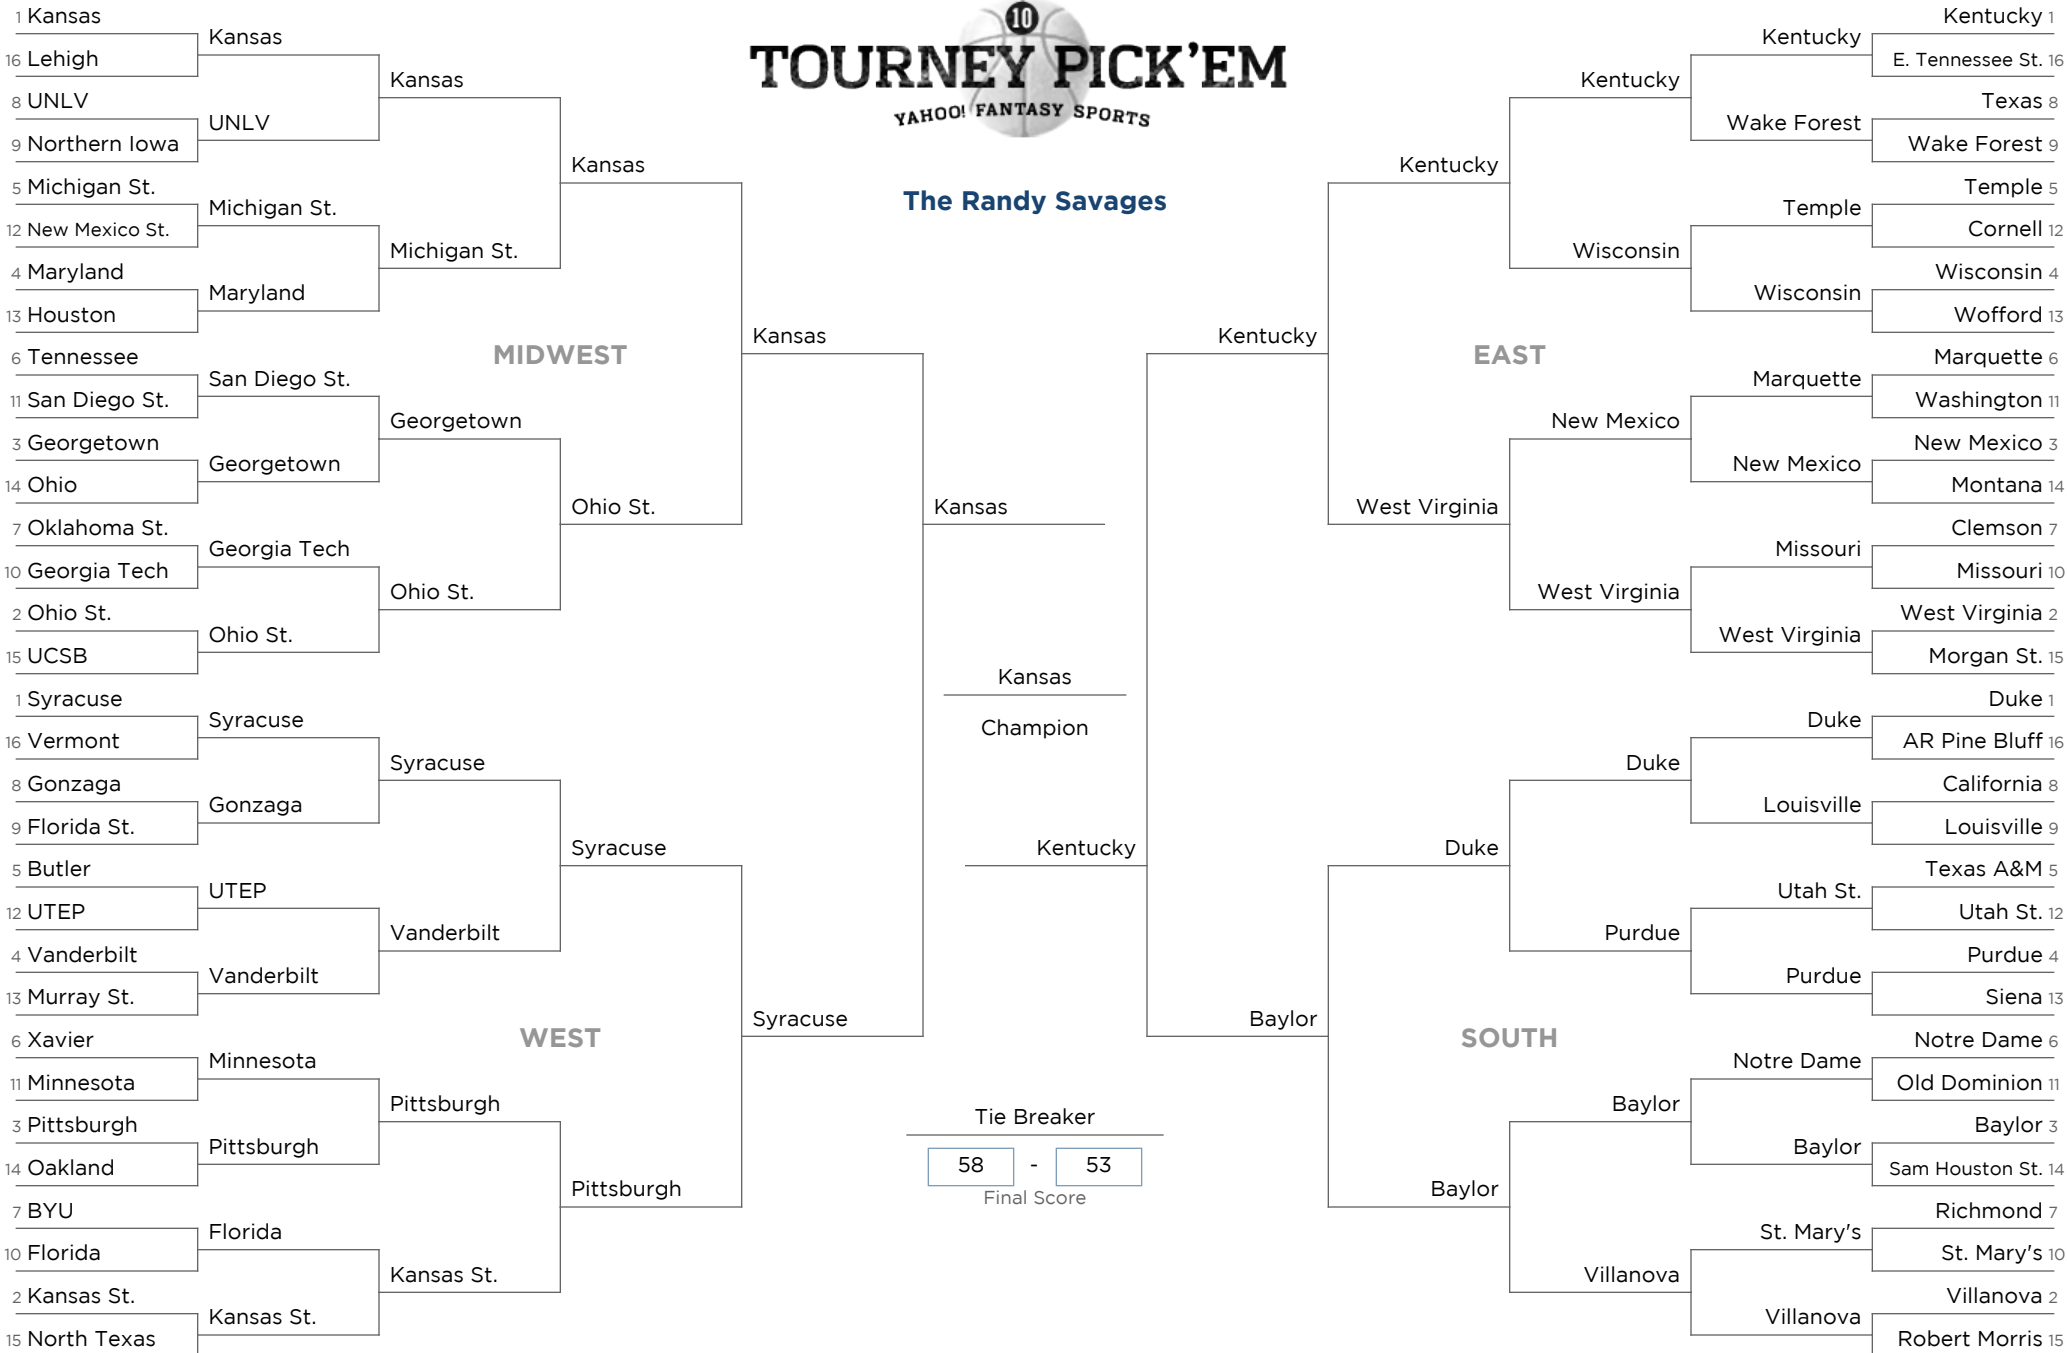 10
TOURNEY PICK'EM
YAHOO! FANTASY SPORTS
The Randy Savages
1 Kansas
16 Lehigh
8 UNLV
9 Northern Iowa
5 Michigan St.
12 New Mexico St.
4 Maryland
13 Houston
6 Tennessee
11 San Diego St.
3 Georgetown
14 Ohio
7 Oklahoma St.
10 Georgia Tech
2 Ohio St.
15 UCSB
Kansas
UNLV
Michigan St.
Maryland
San Diego St.
Georgetown
Georgia Tech
Ohio St.
Kansas
Michigan St.
Georgetown
Ohio St.
Kansas
Ohio St.
MIDWEST
Kansas
1 Syracuse
16 Vermont
8 Gonzaga
9 Florida St.
5 Butler
12 UTEP
4 Vanderbilt
13 Murray St.
6 Xavier
11 Minnesota
3 Pittsburgh
14 Oakland
7 BYU
10 Florida
2 Kansas St.
15 North Texas
Syracuse
Gonzaga
UTEP
Vanderbilt
Minnesota
Pittsburgh
Florida
Kansas St.
Syracuse
Vanderbilt
Pittsburgh
Kansas St.
Syracuse
Pittsburgh
WEST
Syracuse
Kansas
Kansas
Champion
Kentucky
Tie Breaker
58 - 53
Final Score
Kentucky 1
E. Tennessee St. 16
Texas 8
Wake Forest 9
Temple 5
Cornell 12
Wisconsin 4
Wofford 13
Marquette 6
Washington 11
New Mexico 3
Montana 14
Clemson 7
Missouri 10
West Virginia 2
Morgan St. 15
Kentucky
Wake Forest
Temple
Wisconsin
Marquette
New Mexico
Missouri
West Virginia
Kentucky
Wisconsin
New Mexico
West Virginia
Kentucky
West Virginia
EAST
Kentucky
Duke 1
AR Pine Bluff 16
California 8
Louisville 9
Texas A&M 5
Utah St. 12
Purdue 4
Siena 13
Notre Dame 6
Old Dominion 11
Baylor 3
Sam Houston St. 14
Richmond 7
St. Mary's 10
Villanova 2
Robert Morris 15
Duke
Louisville
Utah St.
Purdue
Notre Dame
Baylor
St. Mary's
Villanova
Duke
Purdue
Baylor
Villanova
Duke
Baylor
SOUTH
Baylor